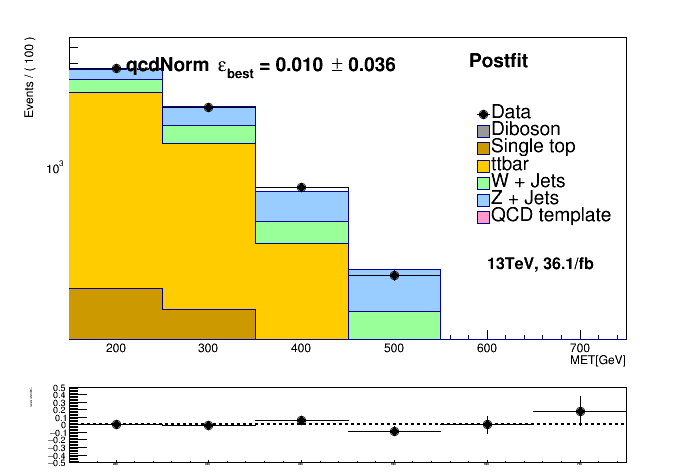 Events / ( 100 )
qcdNorm ε_best = 0.010 ± 0.036
Postfit
Data
Diboson
Single top
ttbar
W + Jets
Z + Jets
QCD template
13TeV, 36.1/fb
10³
200 300 400 500 600 700
MET[GeV]
0.5
0.4
0.3
0.2
0.1
0
−0.1
−0.2
−0.3
−0.4
−0.5